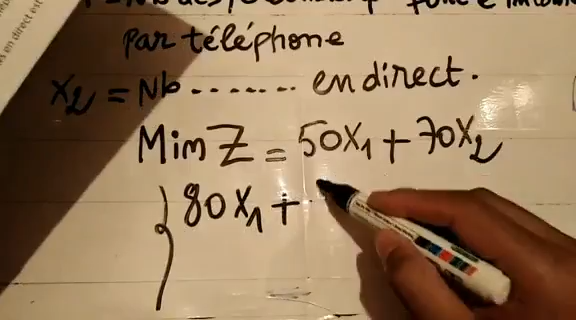 par téléphone
x2 = Nb ....... en direct.
Min Z = 50x1 + 70x2
{ 80x1 +